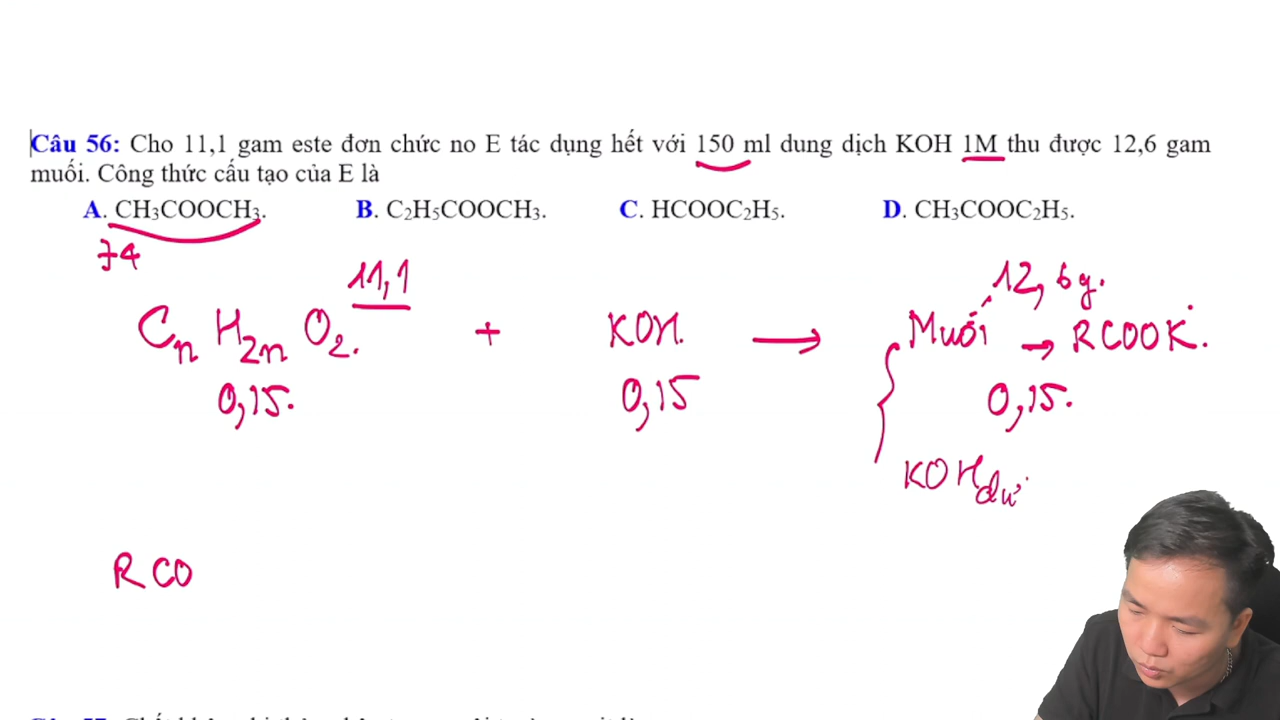 Câu 56: Cho 11,1 gam este đơn chức no E tác dụng hết với 150 ml dung dịch KOH 1M thu được 12,6 gam
muối. Công thức cấu tạo của E là
A. CH₃COOCH₃. B. C₂H₅COOCH₃. C. HCOOC₂H₅. D. CH₃COOC₂H₅.
74
11,1
12,6g.
CₙH₂ₙO₂. + KOH. → Muối → RCOOK.
0,15. 0,15 0,15.
KOH dư
RCO